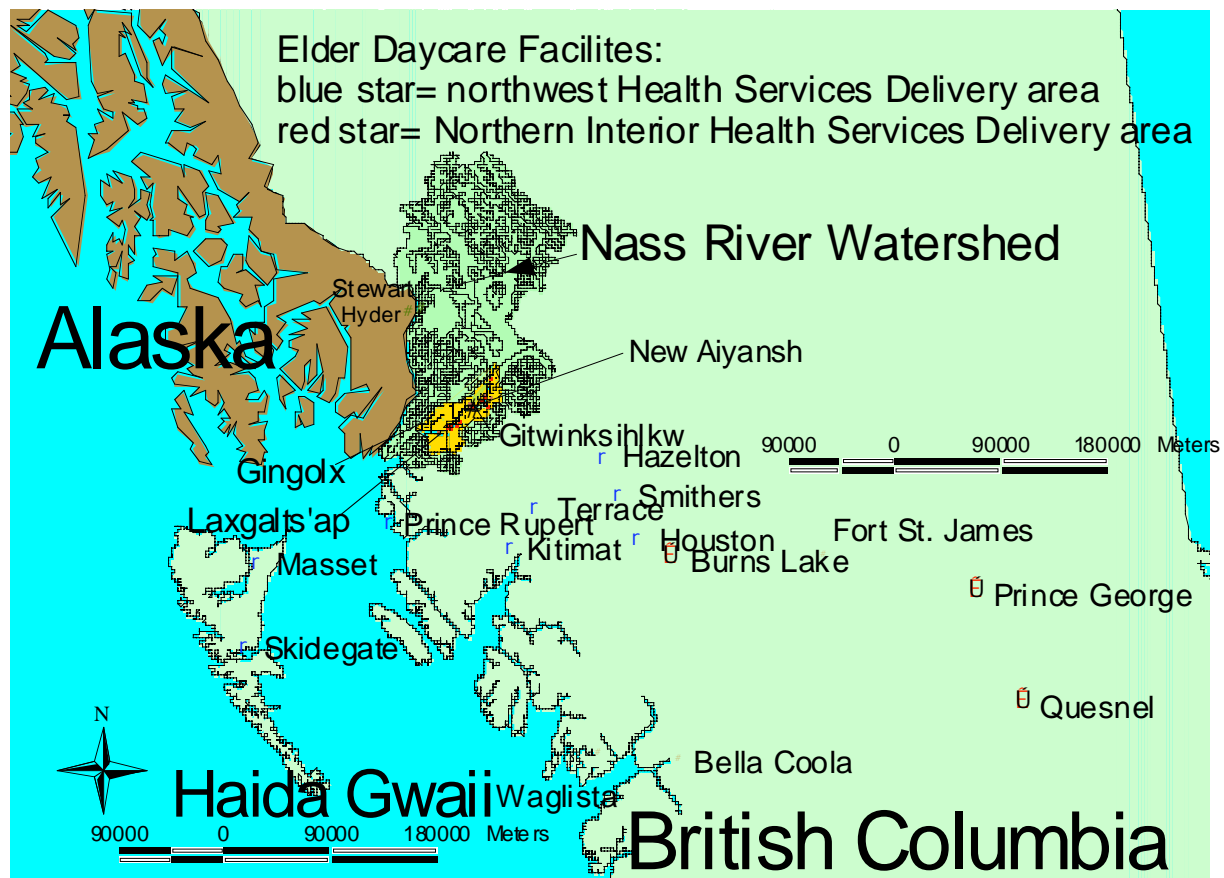 Elder Daycare Facilites:
blue star= northwest Health Services Delivery area
red star= Northern Interior Health Services Delivery area
Nass River Watershed
Stewart
Hyder #
Alaska
New Aiyansh
Gitwinksihlkw
90000 0 90000 180000 Meters
r Hazelton
Gingolx
r Smithers
Laxgalts'ap
r Terrace
r Prince Rupert
Fort St. James
r Houston
r Kitimat
Burns Lake
r Masset
Prince George
r Skidegate
Quesnel
N
# Bella Coola
Haida Gwaii
Waglista
British Columbia
90000 0 90000 180000 Meters